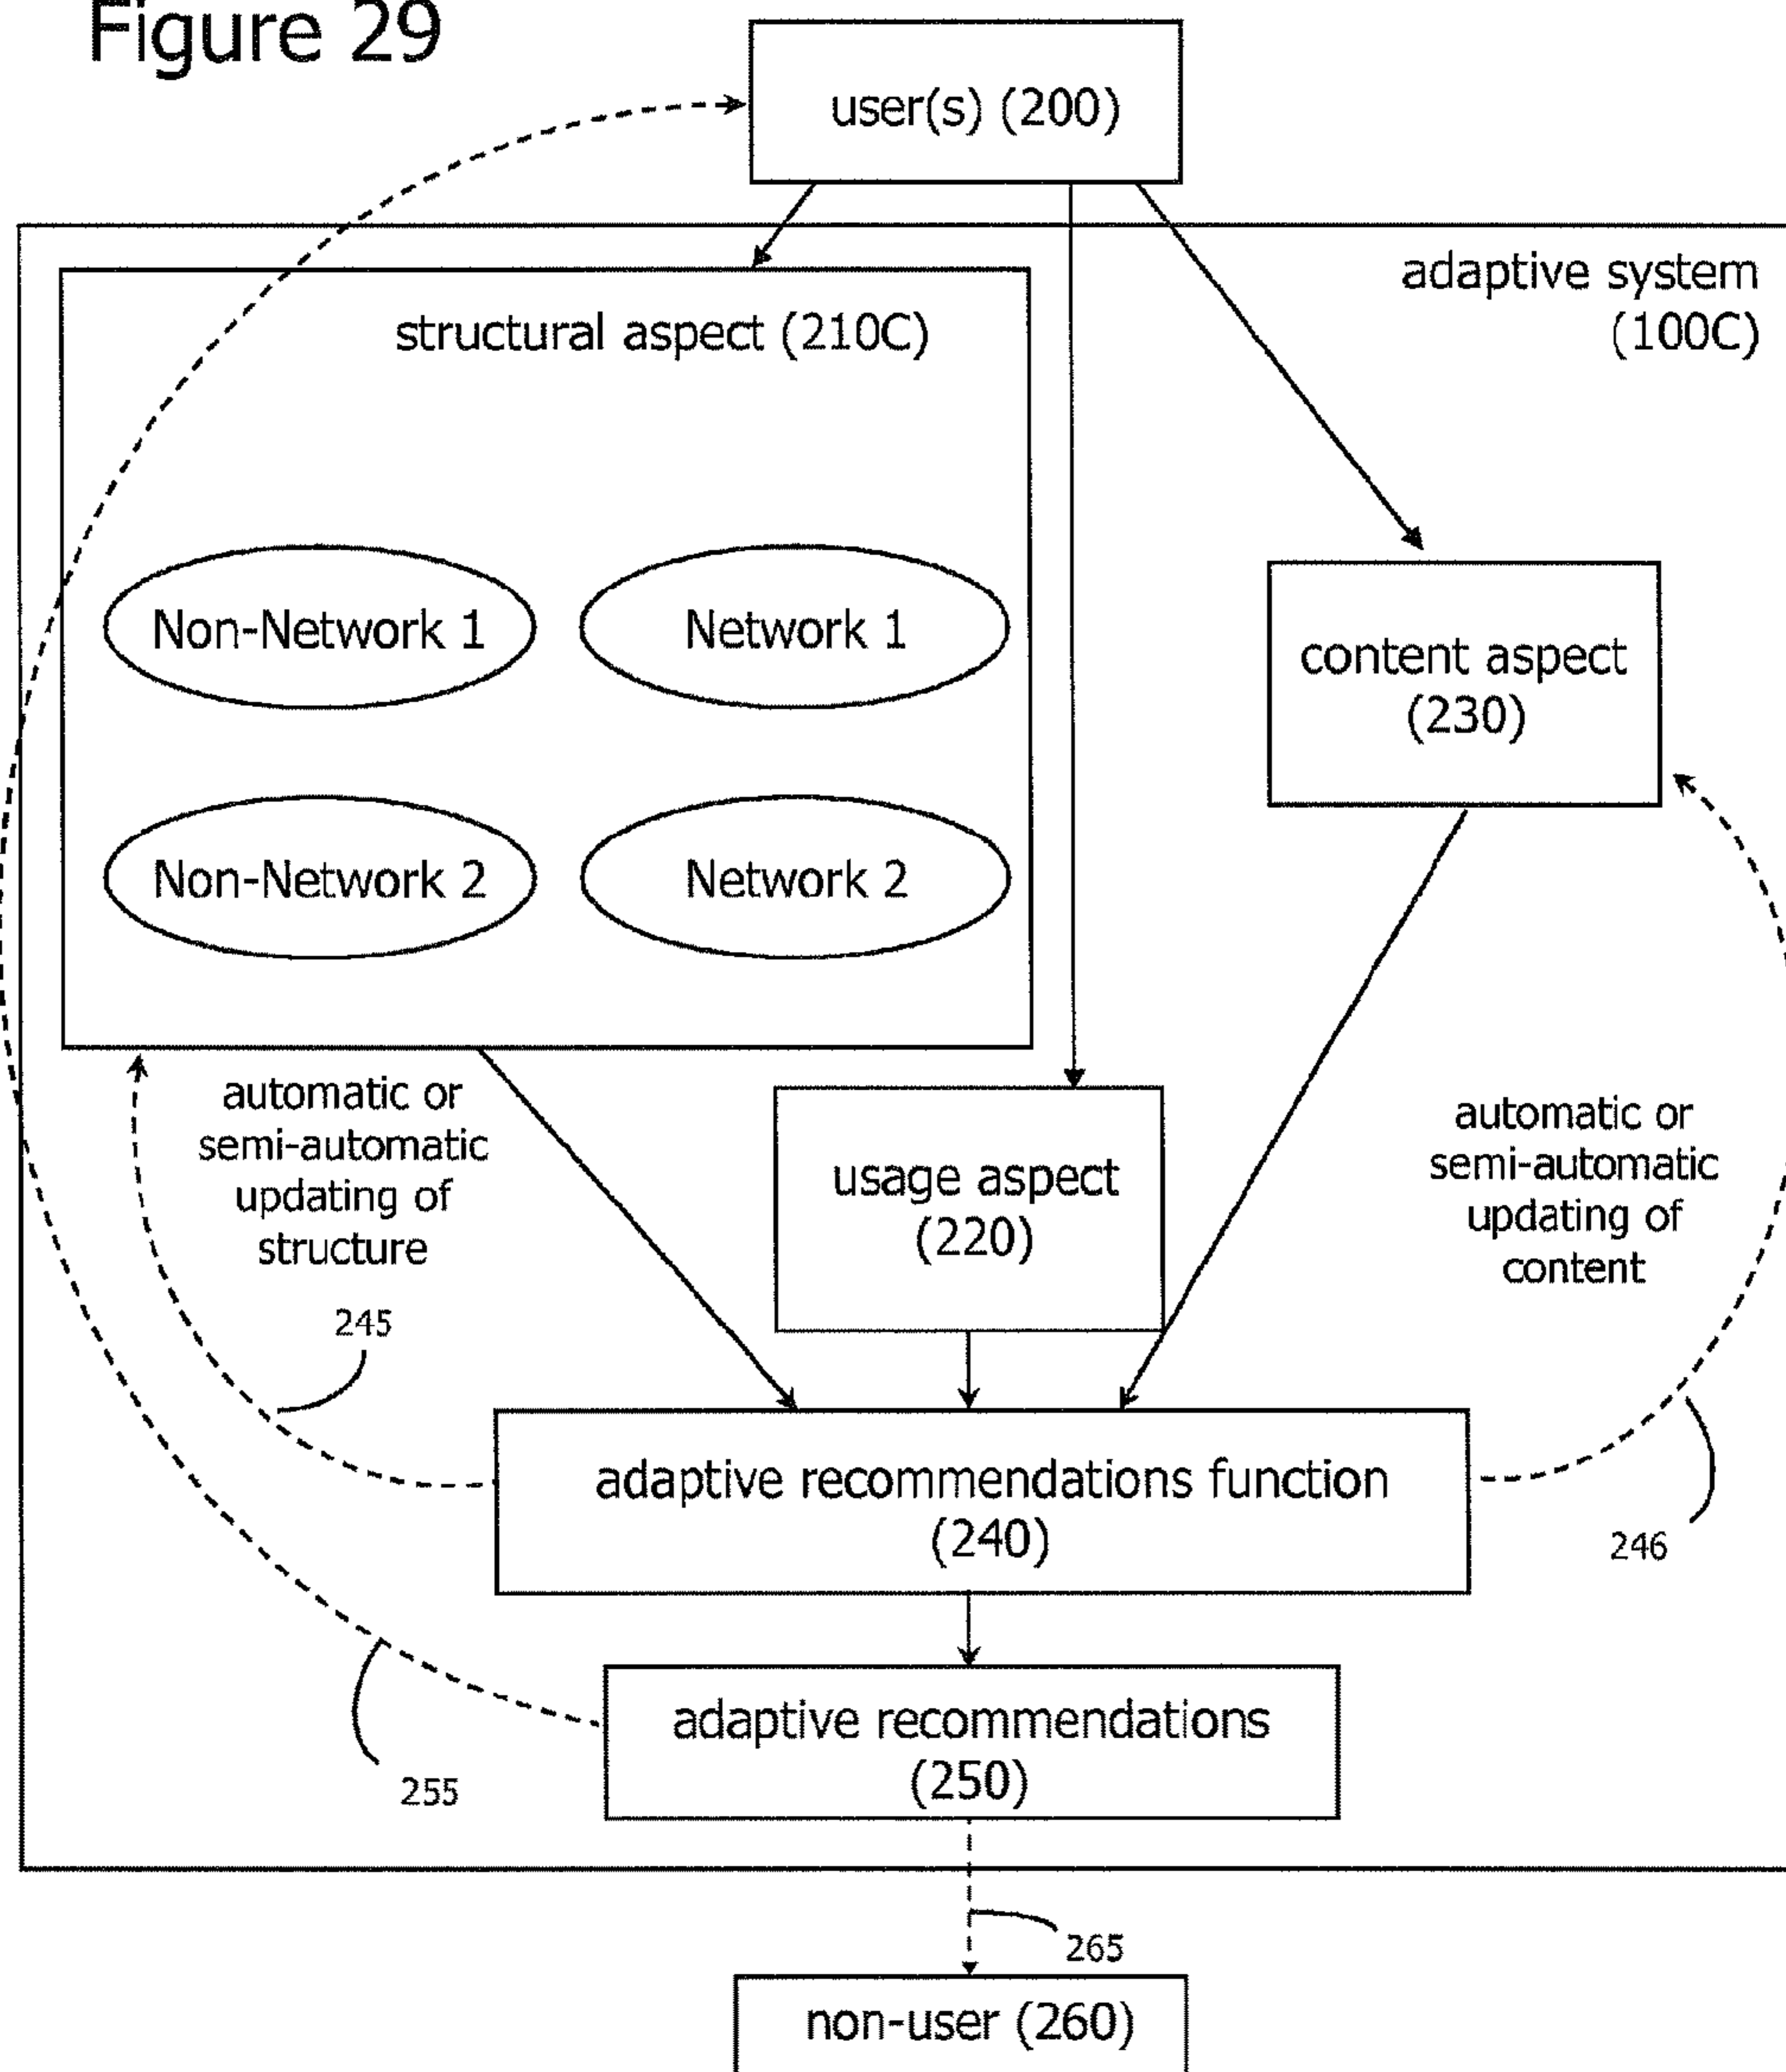 Figure 29
user(s) (200)
adaptive system
(100C)
structural aspect (210C)
Non-Network 1
Network 1
content aspect
(230)
Non-Network 2
Network 2
automatic or
semi-automatic
updating of
structure
245
usage aspect
(220)
automatic or
semi-automatic
updating of
content
adaptive recommendations function
(240)
246
adaptive recommendations
(250)
255
265
non-user (260)